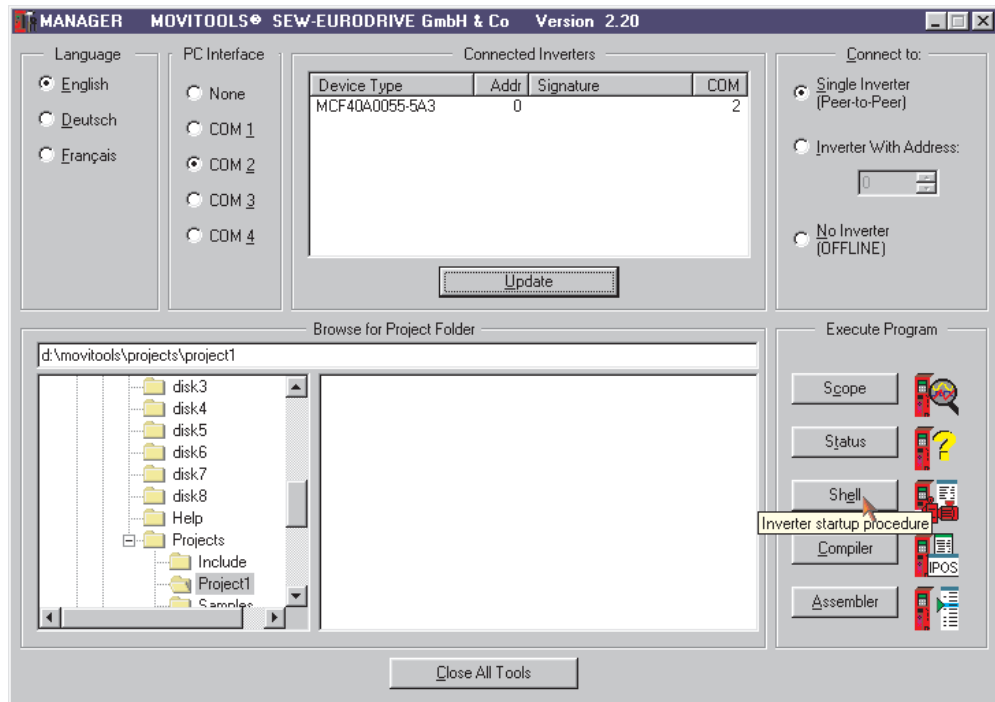 MANAGER MOVITOOLS® SEW-EURODRIVE GmbH & Co Version 2.20
Language
English
Deutsch
Français
PC Interface
None
COM 1
COM 2
COM 3
COM 4
Connected Inverters
Device Type Addr Signature COM
MCF40A0055-5A3 0 2
Update
Connect to:
Single Inverter
(Peer-to-Peer)
Inverter With Address:
0
No Inverter
(OFFLINE)
Browse for Project Folder
d:\movitools\projects\project1
disk3
disk4
disk5
disk6
disk7
disk8
Help
Projects
Include
Project1
Samples
Execute Program
Scope
Status
Shell
Inverter startup procedure
Compiler
IPOS
Assembler
Close All Tools